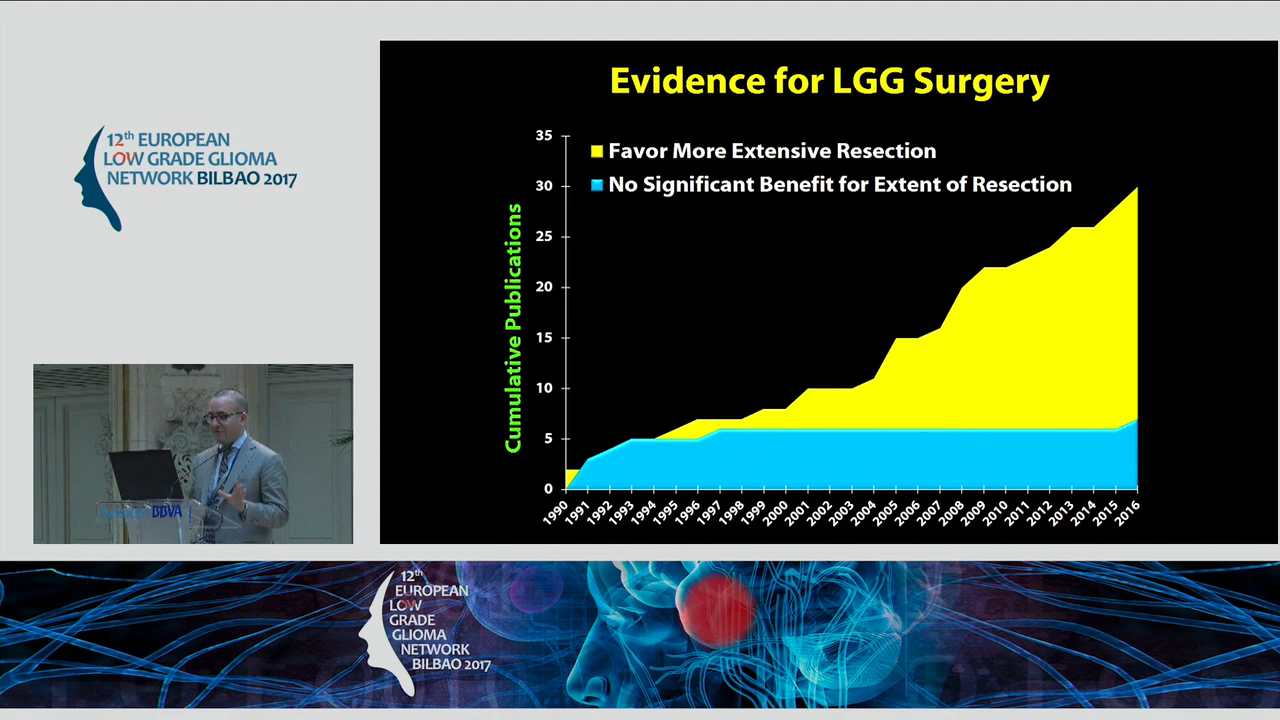 12th EUROPEAN
LOW GRADE GLIOMA
NETWORK BILBAO 2017
Evidence for LGG Surgery
Favor More Extensive Resection
No Significant Benefit for Extent of Resection
Cumulative Publications
35
30
25
20
15
10
5
0
1990
1991
1992
1993
1994
1995
1996
1997
1998
1999
2000
2001
2002
2003
2004
2005
2006
2007
2008
2009
2010
2011
2012
2013
2014
2015
2016
BBVA
12th
EUROPEAN
LOW
GRADE
GLIOMA
NETWORK
BILBAO 2017